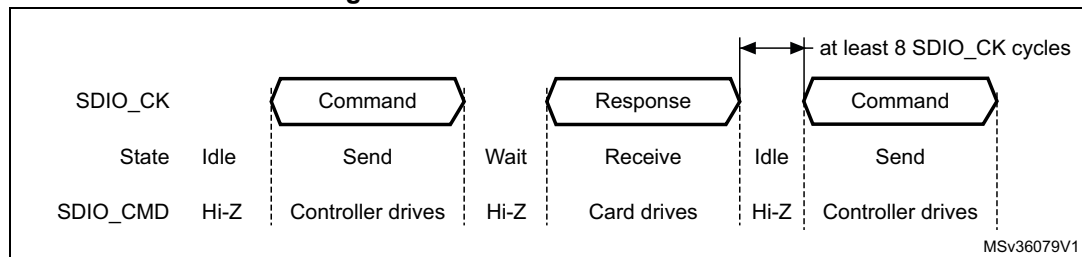 at least 8 SDIO_CK cycles
SDIO_CK Command Response Command
State Idle Send Wait Receive Idle Send
SDIO_CMD Hi-Z Controller drives Hi-Z Card drives Hi-Z Controller drives
MSv36079V1